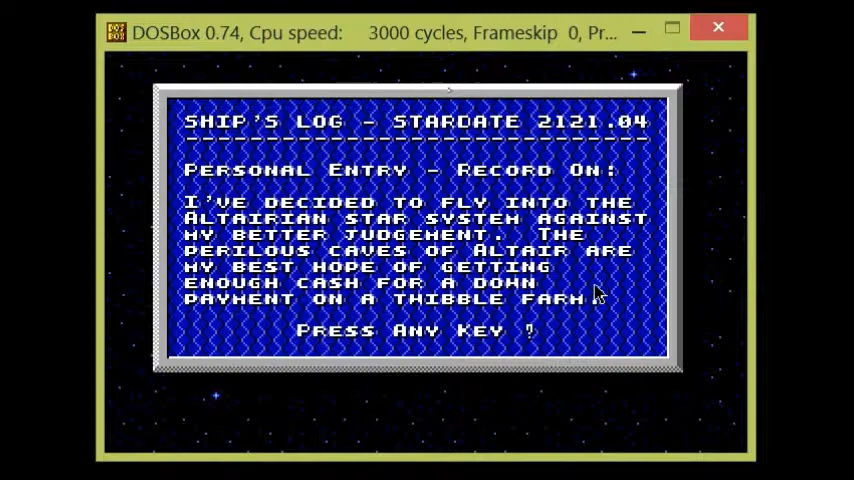 DOSBox 0.74, Cpu speed: 3000 cycles, Frameskip 0, Pr...
SHIP'S LOG - STARDATE 2121.04
-----------------------------
PERSONAL ENTRY - RECORD ON:
I'VE DECIDED TO FLY INTO THE
ALTAIRIAN STAR SYSTEM AGAINST
MY BETTER JUDGEMENT. THE
PERILOUS CAVES OF ALTAIR ARE
MY BEST HOPE OF GETTING
ENOUGH CASH FOR A DOWN
PAYMENT ON A TWIBBLE FARM.
PRESS ANY KEY